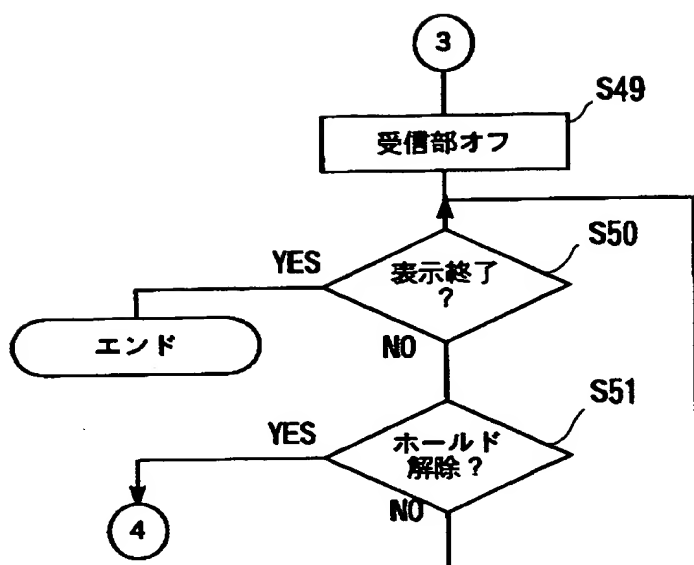 3
S49
受信部オフ
S50
YES
表示終了
?
エンド
NO
S51
YES
ホールド
解除?
NO
4